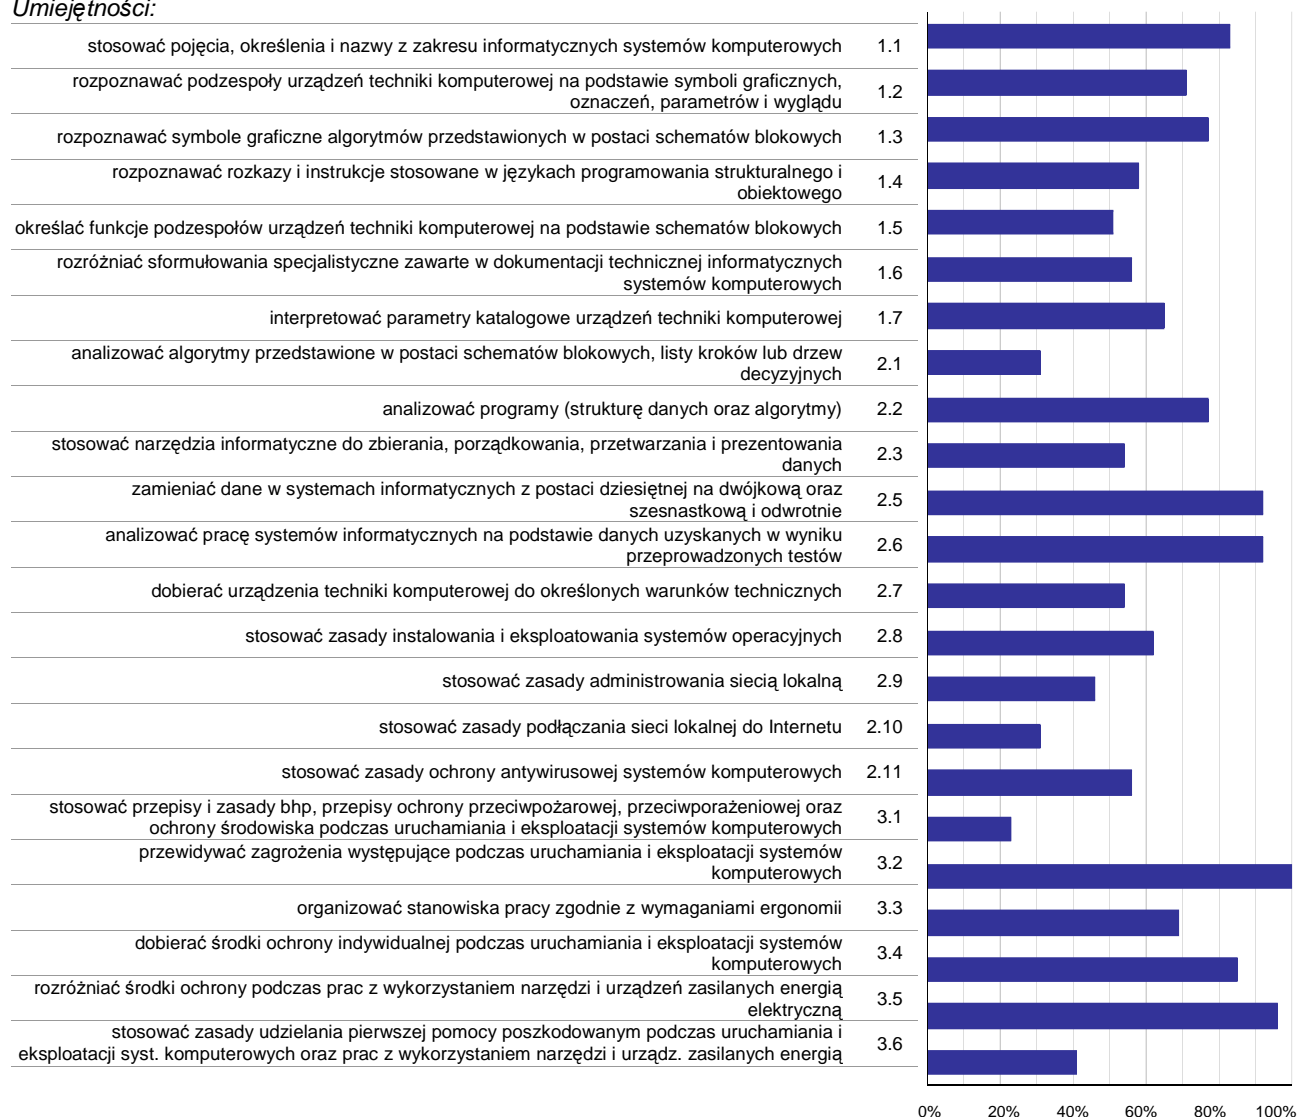 Umiejętności:
stosować pojęcia, określenia i nazwy z zakresu informatycznych systemów komputerowych 1.1
rozpoznawać podzespoły urządzeń techniki komputerowej na podstawie symboli graficznych,
oznaczeń, parametrów i wyglądu 1.2
rozpoznawać symbole graficzne algorytmów przedstawionych w postaci schematów blokowych 1.3
rozpoznawać rozkazy i instrukcje stosowane w językach programowania strukturalnego i
obiektowego 1.4
określać funkcje podzespołów urządzeń techniki komputerowej na podstawie schematów blokowych 1.5
rozróżniać sformułowania specjalistyczne zawarte w dokumentacji technicznej informatycznych
systemów komputerowych 1.6
interpretować parametry katalogowe urządzeń techniki komputerowej 1.7
analizować algorytmy przedstawione w postaci schematów blokowych, listy kroków lub drzew
decyzyjnych 2.1
analizować programy (strukturę danych oraz algorytmy) 2.2
stosować narzędzia informatyczne do zbierania, porządkowania, przetwarzania i prezentowania
danych 2.3
zamieniać dane w systemach informatycznych z postaci dziesiętnej na dwójkową oraz
szesnastkową i odwrotnie 2.5
analizować pracę systemów informatycznych na podstawie danych uzyskanych w wyniku
przeprowadzonych testów 2.6
dobierać urządzenia techniki komputerowej do określonych warunków technicznych 2.7
stosować zasady instalowania i eksploatowania systemów operacyjnych 2.8
stosować zasady administrowania siecią lokalną 2.9
stosować zasady podłączania sieci lokalnej do Internetu 2.10
stosować zasady ochrony antywirusowej systemów komputerowych 2.11
stosować przepisy i zasady bhp, przepisy ochrony przeciwpożarowej, przeciwporażeniowej oraz
ochrony środowiska podczas uruchamiania i eksploatacji systemów komputerowych 3.1
przewidywać zagrożenia występujące podczas uruchamiania i eksploatacji systemów
komputerowych 3.2
organizować stanowiska pracy zgodnie z wymaganiami ergonomii 3.3
dobierać środki ochrony indywidualnej podczas uruchamiania i eksploatacji systemów
komputerowych 3.4
rozróżniać środki ochrony podczas prac z wykorzystaniem narzędzi i urządzeń zasilanych energią
elektryczną 3.5
stosować zasady udzielania pierwszej pomocy poszkodowanym podczas uruchamiania i
eksploatacji syst. komputerowych oraz prac z wykorzystaniem narzędzi i urządz. zasilanych energią 3.6
0% 20% 40% 60% 80% 100%